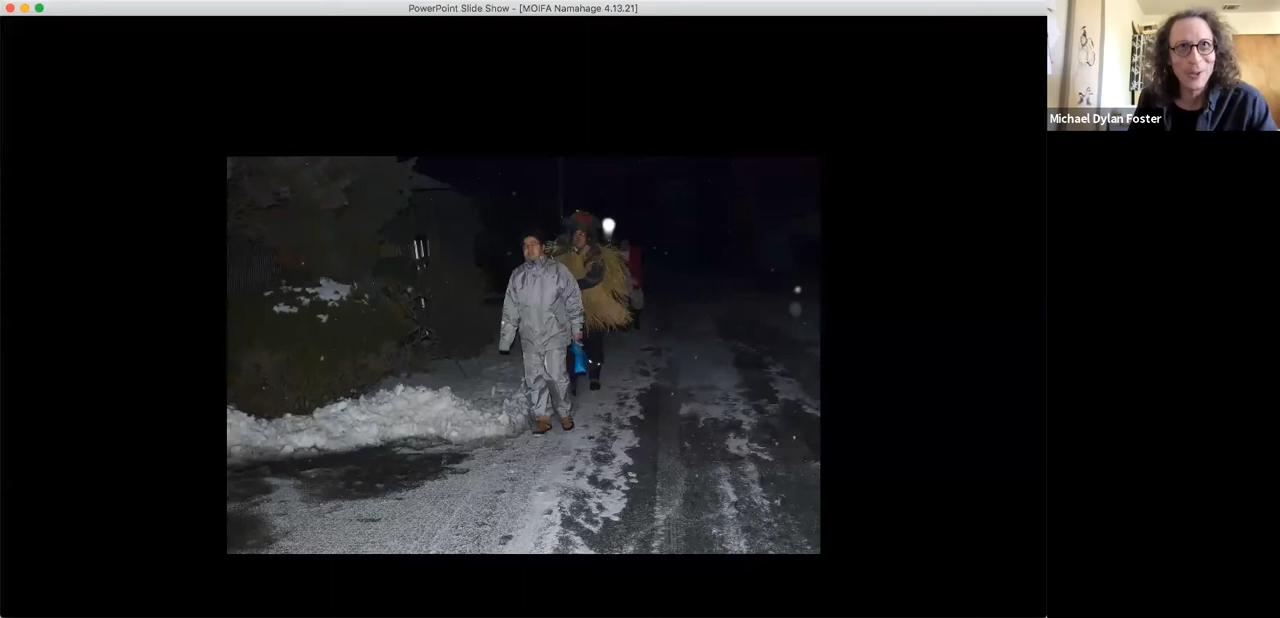 PowerPoint Slide Show - [MOIFA Namahage 4.13.21]
Michael Dylan Foster